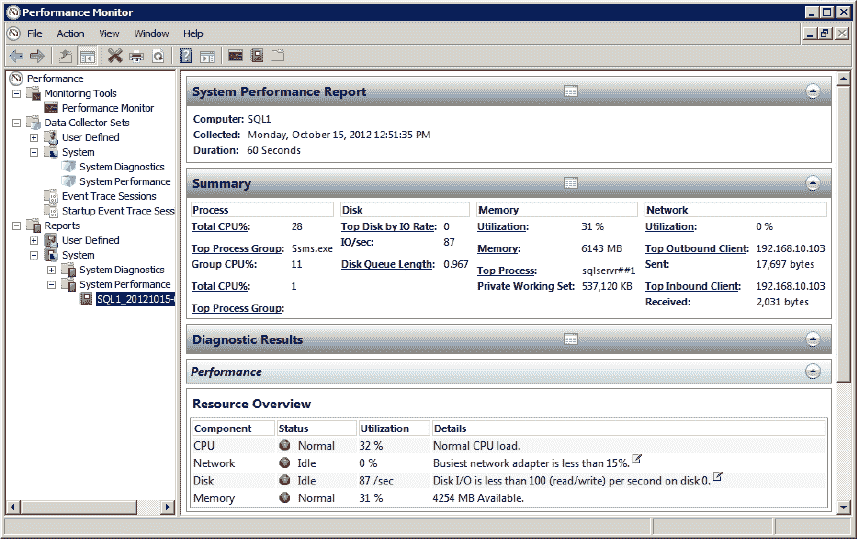 Performance Monitor
File Action View Window Help
Performance
Monitoring Tools
Performance Monitor
Data Collector Sets
User Defined
System
System Diagnostics
System Performance
Event Trace Sessions
Startup Event Trace Sess
Reports
User Defined
System
System Diagnostics
System Performance
SQL1_20121015-
System Performance Report
Computer: SQL1
Collected: Monday, October 15, 2012 12:51:35 PM
Duration: 60 Seconds
Summary
Process
Total CPU%: 28
Top Process Group: Ssms.exe
Group CPU%: 11
Total CPU%: 1
Top Process Group:
Disk
Top Disk by IO Rate: 0
IO/sec: 87
Disk Queue Length: 0.967
Memory
Utilization: 31 %
Memory: 6143 MB
Top Process: sqlservr##1
Private Working Set: 537,120 KB
Network
Utilization: 0 %
Top Outbound Client: 192.168.10.103
Sent: 17,697 bytes
Top Inbound Client: 192.168.10.103
Received: 2,031 bytes
Diagnostic Results
Performance
Resource Overview
Component Status Utilization Details
CPU Normal 32 % Normal CPU load.
Network Idle 0 % Busiest network adapter is less than 15%.
Disk Idle 87 /sec Disk I/O is less than 100 (read/write) per second on disk 0.
Memory Normal 31 % 4254 MB Available.